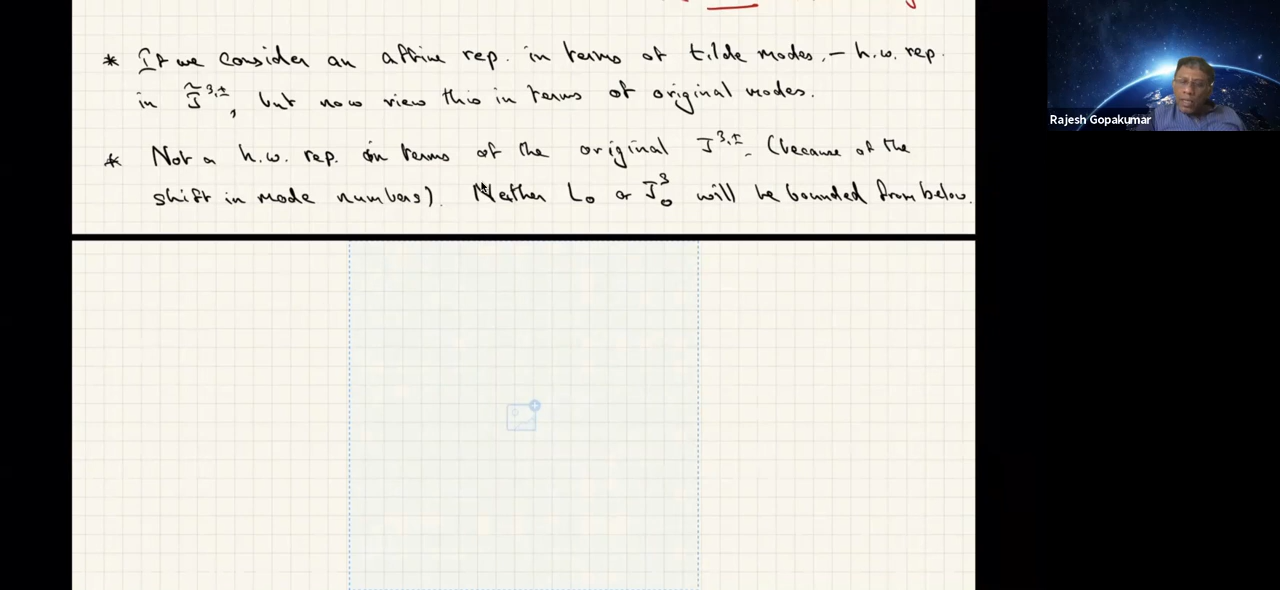 * If we consider an affine rep. in terms of tilde modes, – h.w. rep.
in J̃³,±, but now view this in terms of original modes.
* Not a h.w. rep. in terms of the original J³,±. (because of the
shift in mode numbers). Neither L₀ or J³₀ will be bounded from below.
Rajesh Gopakumar